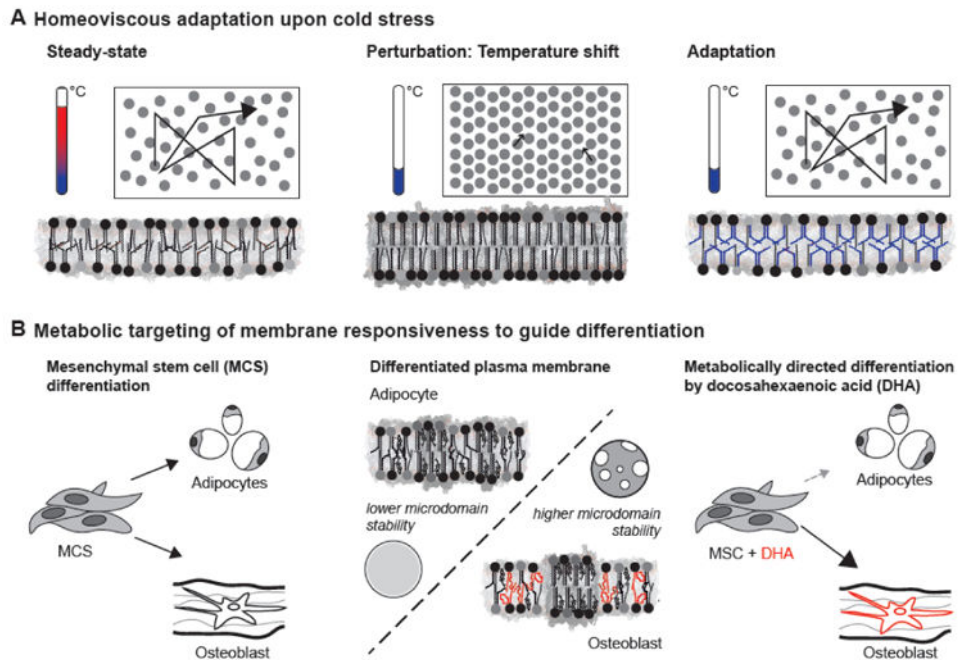 A Homeoviscous adaptation upon cold stress
Steady-state
Perturbation: Temperature shift
Adaptation
°C
°C
°C
B Metabolic targeting of membrane responsiveness to guide differentiation
Mesenchymal stem cell (MCS)
differentiation
Adipocytes
MCS
Osteoblast
Differentiated plasma membrane
Adipocyte
lower microdomain
stability
higher microdomain
stability
Osteoblast
Metabolically directed differentiation
by docosahexaenoic acid (DHA)
Adipocytes
MSC + DHA
Osteoblast